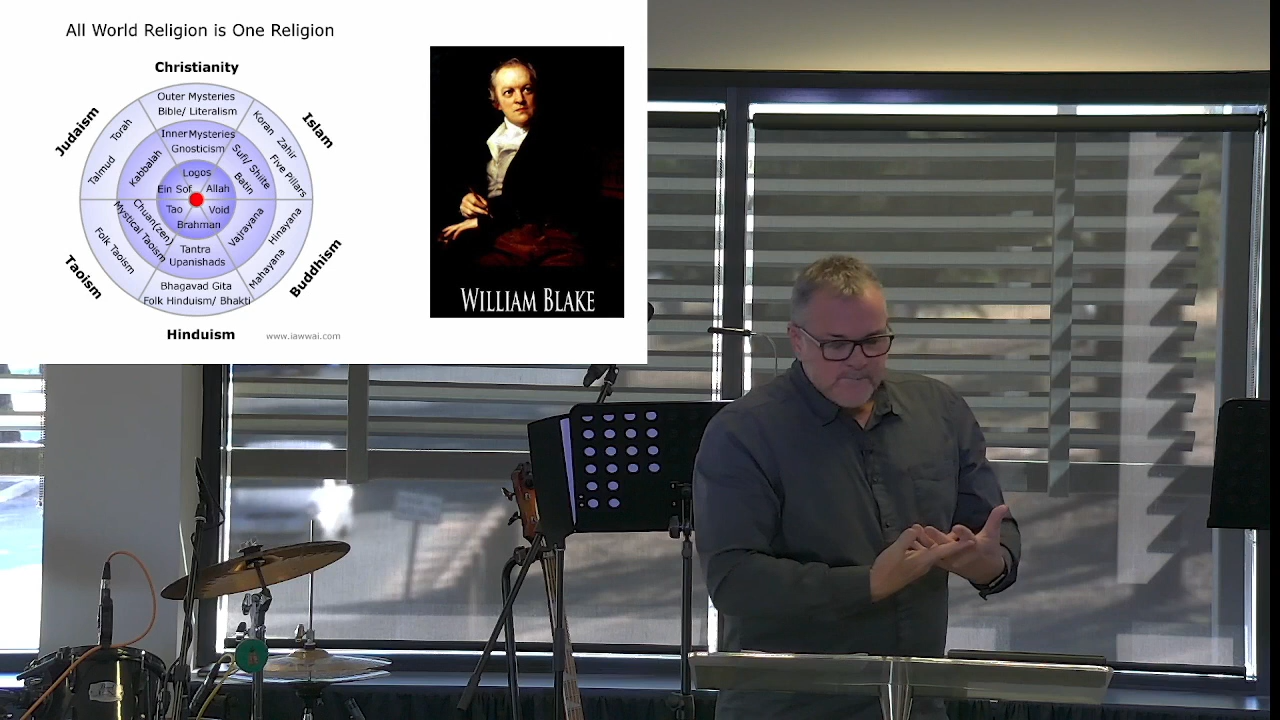 All World Religion is One Religion
Christianity
Judaism
Islam
Taoism
Buddhism
Hinduism
Outer Mysteries
Bible/ Literalism
Inner Mysteries
Gnosticism
Logos
Torah
Talmud
Kabbalah
Ein Sof
Koran Zahir
Five Pillars
Sufi/ Shiite
Batin
Allah
Tao
Void
Brahman
Chuan(zen)
Mystical Taoism
Folk Taoism
Vajrayana
Hinayana
Mahayana
Tantra
Upanishads
Bhagavad Gita
Folk Hinduism/ Bhakti
www.iawwai.com
WILLIAM BLAKE